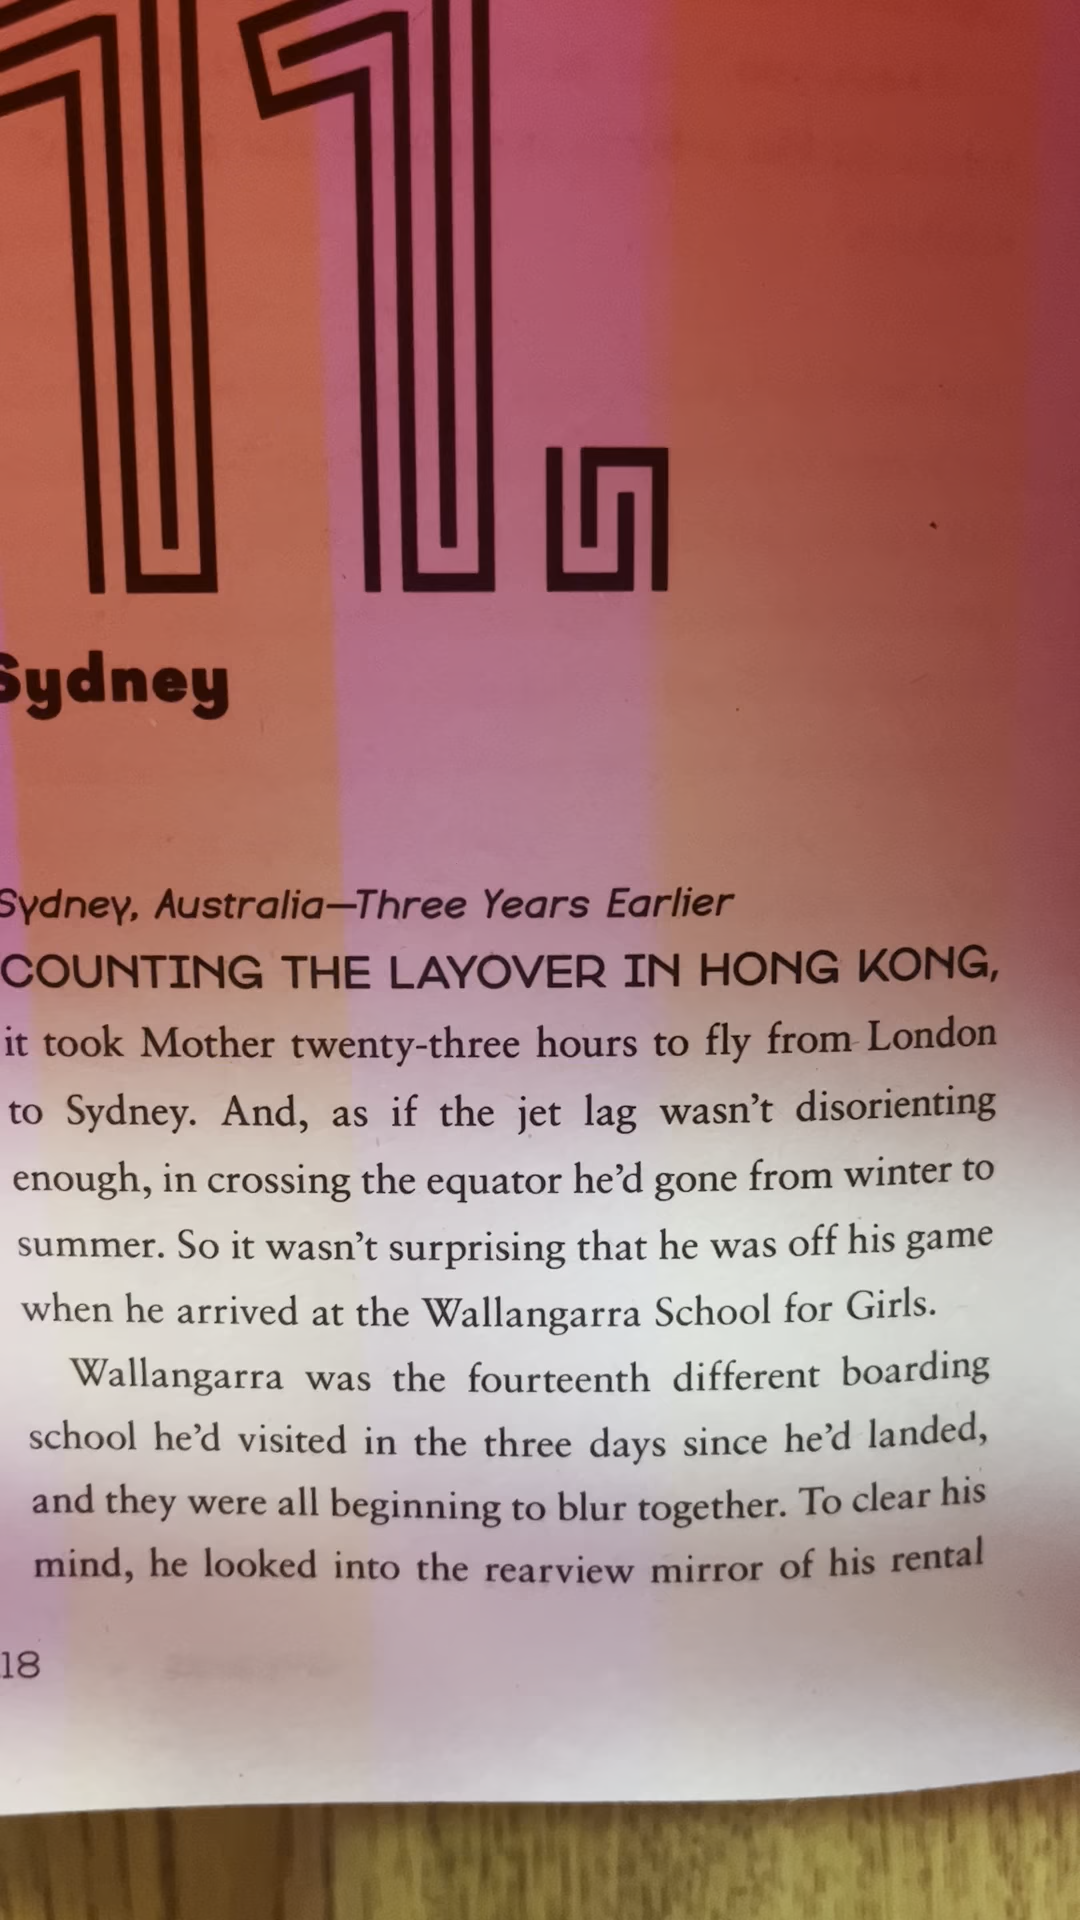 11.
Sydney
Sydney, Australia—Three Years Earlier
COUNTING THE LAYOVER IN HONG KONG,
it took Mother twenty-three hours to fly from London
to Sydney. And, as if the jet lag wasn't disorienting
enough, in crossing the equator he'd gone from winter to
summer. So it wasn't surprising that he was off his game
when he arrived at the Wallangarra School for Girls.
Wallangarra was the fourteenth different boarding
school he'd visited in the three days since he'd landed,
and they were all beginning to blur together. To clear his
mind, he looked into the rearview mirror of his rental
18